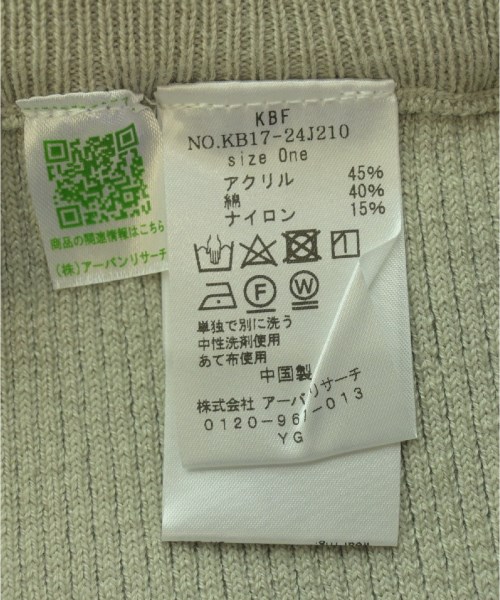 商品の関連情報はこちら
(株)アーバンリサーチ
KBF
NO.KB17-24J210
size One
アクリル 45%
綿 40%
ナイロン 15%
F
W
単独で別に洗う
中性洗剤使用
あて布使用
中国製
株式会社 アーバンリサーチ
0120-96 -013
YG